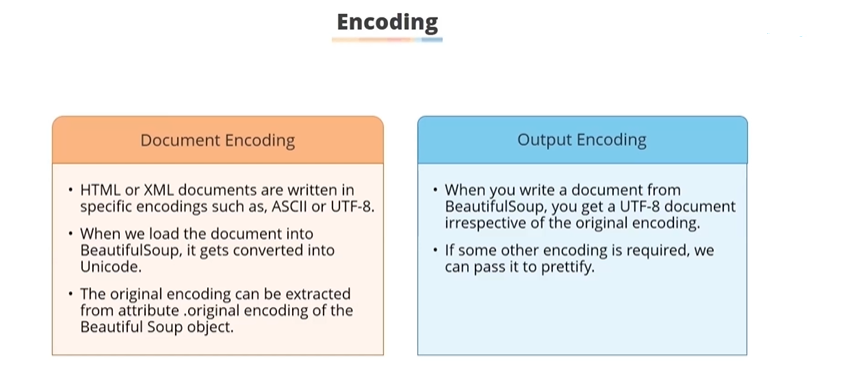 Encoding
Document Encoding
• HTML or XML documents are written in
specific encodings such as, ASCII or UTF-8.
• When we load the document into
BeautifulSoup, it gets converted into
Unicode.
• The original encoding can be extracted
from attribute .original encoding of the
Beautiful Soup object.
Output Encoding
• When you write a document from
BeautifulSoup, you get a UTF-8 document
irrespective of the original encoding.
• If some other encoding is required, we
can pass it to prettify.